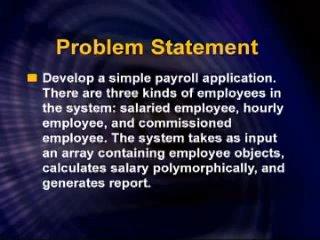 Problem Statement
Develop a simple payroll application.
There are three kinds of employees in
the system: salaried employee, hourly
employee, and commissioned
employee. The system takes as input
an array containing employee objects,
calculates salary polymorphically, and
generates report.